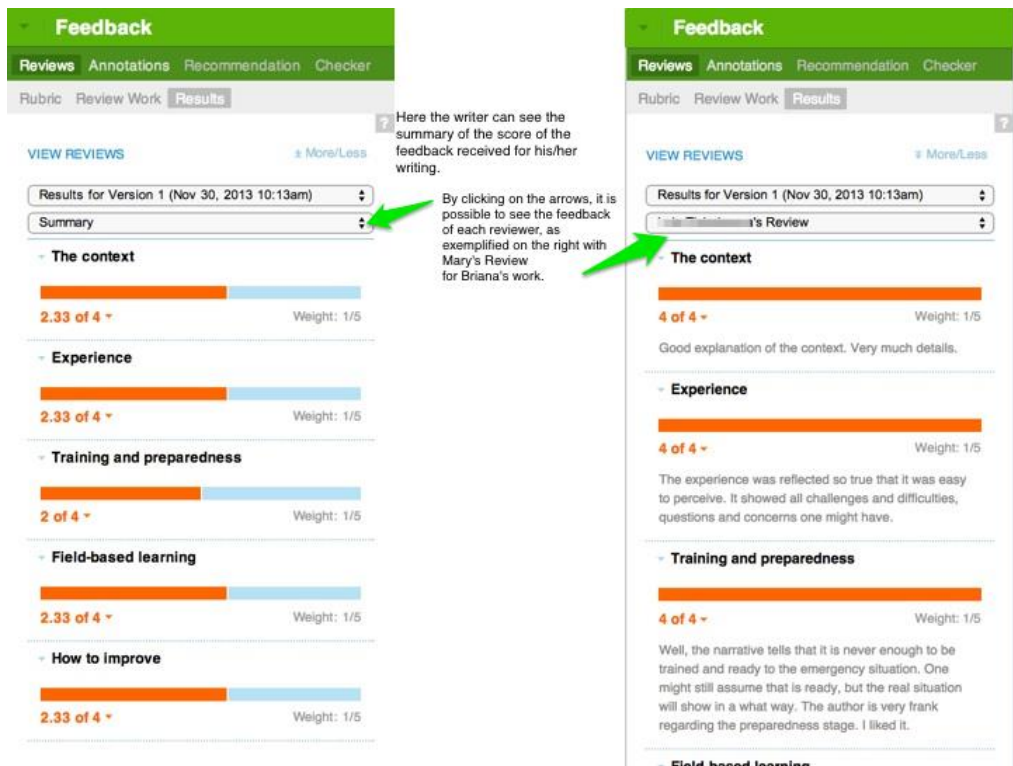 Feedback
Reviews Annotations Recommendation Checker
Rubric Review Work Results
?
VIEW REVIEWS ± More/Less
Results for Version 1 (Nov 30, 2013 10:13am)
Summary
The context
2.33 of 4 Weight: 1/5
Experience
2.33 of 4 Weight: 1/5
Training and preparedness
2 of 4 Weight: 1/5
Field-based learning
2.33 of 4 Weight: 1/5
How to improve
2.33 of 4 Weight: 1/5
Here the writer can see the
summary of the score of the
feedback received for his/her
writing.
By clicking on the arrows, it is
possible to see the feedback
of each reviewer, as
exemplified on the right with
Mary's Review
for Briana's work.
Feedback
Reviews Annotations Recommendation Checker
Rubric Review Work Results
?
VIEW REVIEWS ± More/Less
Results for Version 1 (Nov 30, 2013 10:13am)
's Review
The context
4 of 4 Weight: 1/5
Good explanation of the context. Very much details.
Experience
4 of 4 Weight: 1/5
The experience was reflected so true that it was easy
to perceive. It showed all challenges and difficulties,
questions and concerns one might have.
Training and preparedness
4 of 4 Weight: 1/5
Well, the narrative tells that it is never enough to be
trained and ready to the emergency situation. One
might still assume that is ready, but the real situation
will show in a what way. The author is very frank
regarding the preparedness stage. I liked it.
Field-based learning